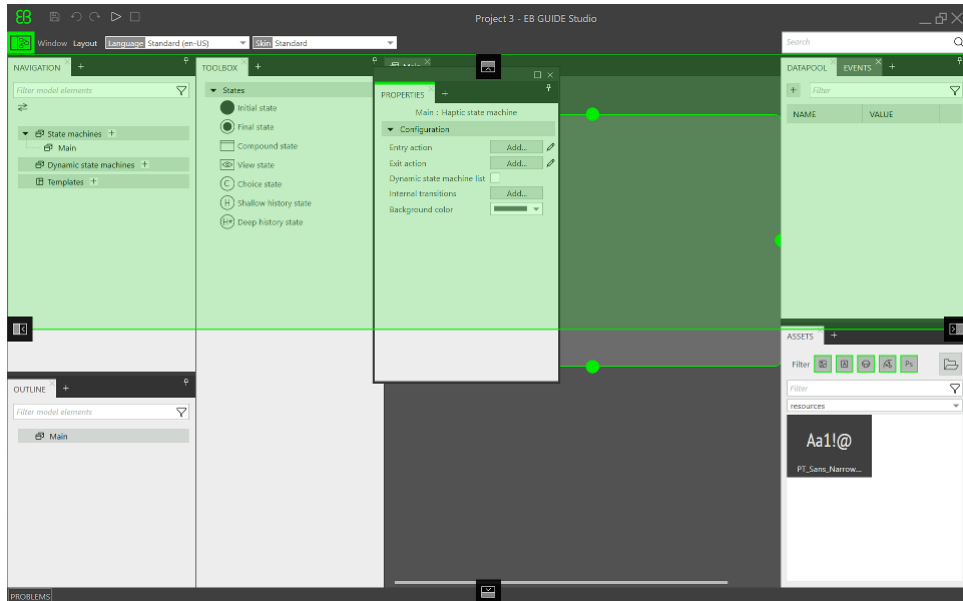 EB
Project 3 - EB GUIDE Studio
Window Layout Language Standard (en-US) Skin Standard
Search
NAVIGATION
Filter model elements
State machines
Main
Dynamic state machines
Templates
OUTLINE
Filter model elements
Main
PROBLEMS
TOOLBOX
States
Initial state
Final state
Compound state
View state
C Choice state
H Shallow history state
H* Deep history state
Main
PROPERTIES
Main : Haptic state machine
Configuration
Entry action Add...
Exit action Add...
Dynamic state machine list
Internal transitions Add...
Background color
DATAPOOL EVENTS
Filter
NAME VALUE
ASSETS
Filter Ps
Filter
resources
Aa1!@
PT_Sans_Narrow...